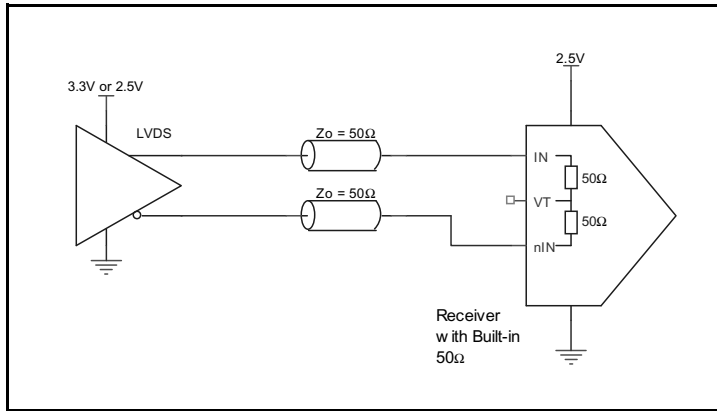 2.5V
3.3V or 2.5V
LVDS
Zo = 50Ω
IN
50Ω
Zo = 50Ω
VT
50Ω
nIN
Receiver
with Built-in
50Ω